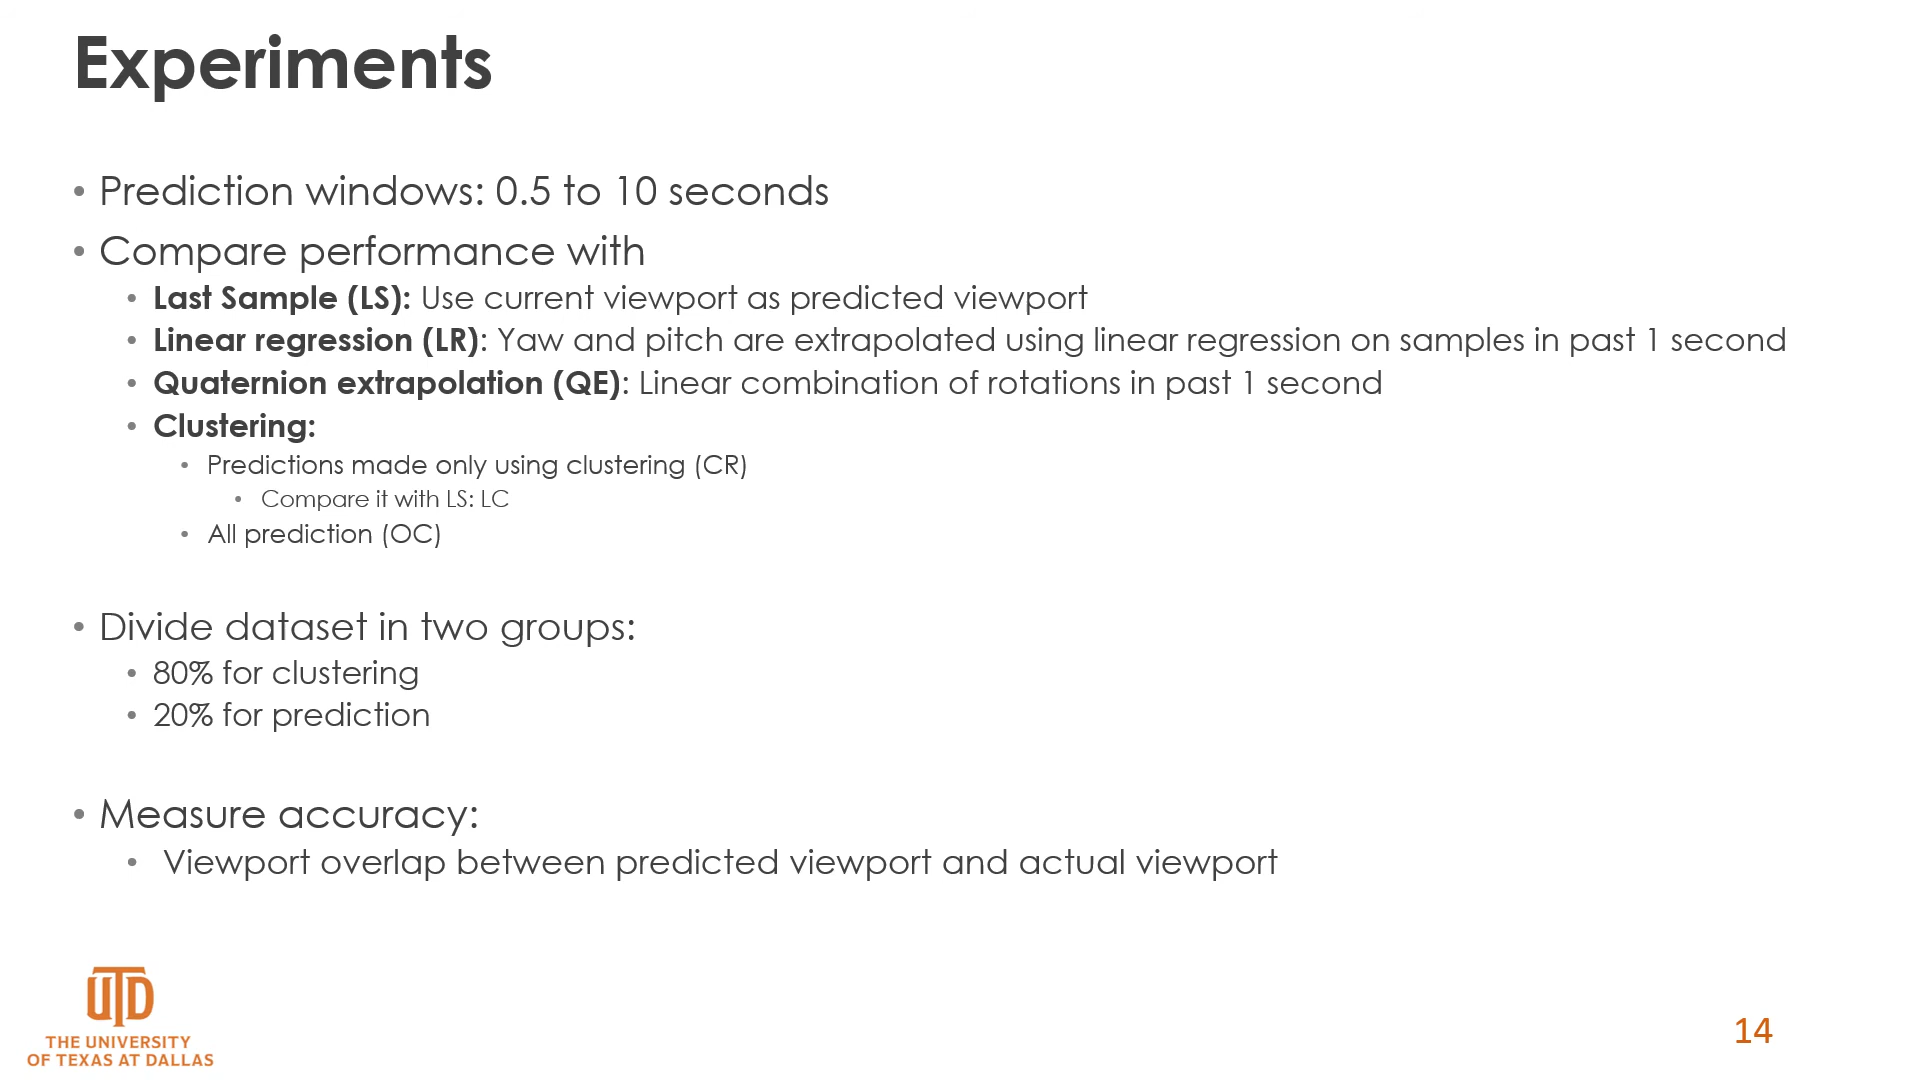 Experiments
• Prediction windows: 0.5 to 10 seconds
• Compare performance with
• Last Sample (LS): Use current viewport as predicted viewport
• Linear regression (LR): Yaw and pitch are extrapolated using linear regression on samples in past 1 second
• Quaternion extrapolation (QE): Linear combination of rotations in past 1 second
• Clustering:
• Predictions made only using clustering (CR)
• Compare it with LS: LC
• All prediction (OC)
• Divide dataset in two groups:
• 80% for clustering
• 20% for prediction
• Measure accuracy:
• Viewport overlap between predicted viewport and actual viewport
UTD
THE UNIVERSITY
OF TEXAS AT DALLAS
14